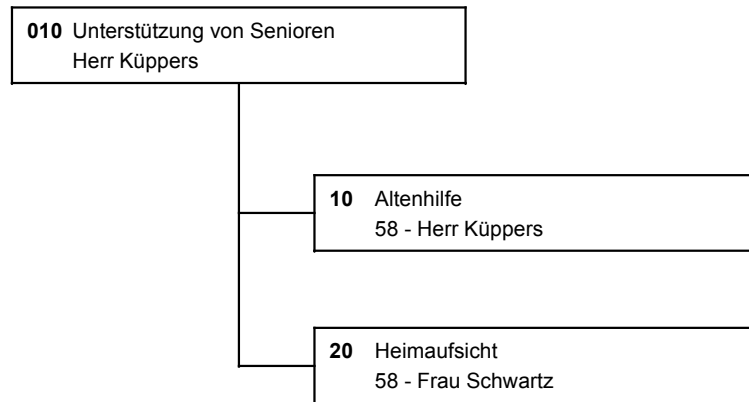 010 Unterstützung von Senioren
Herr Küppers
10 Altenhilfe
58 - Herr Küppers
20 Heimaufsicht
58 - Frau Schwartz